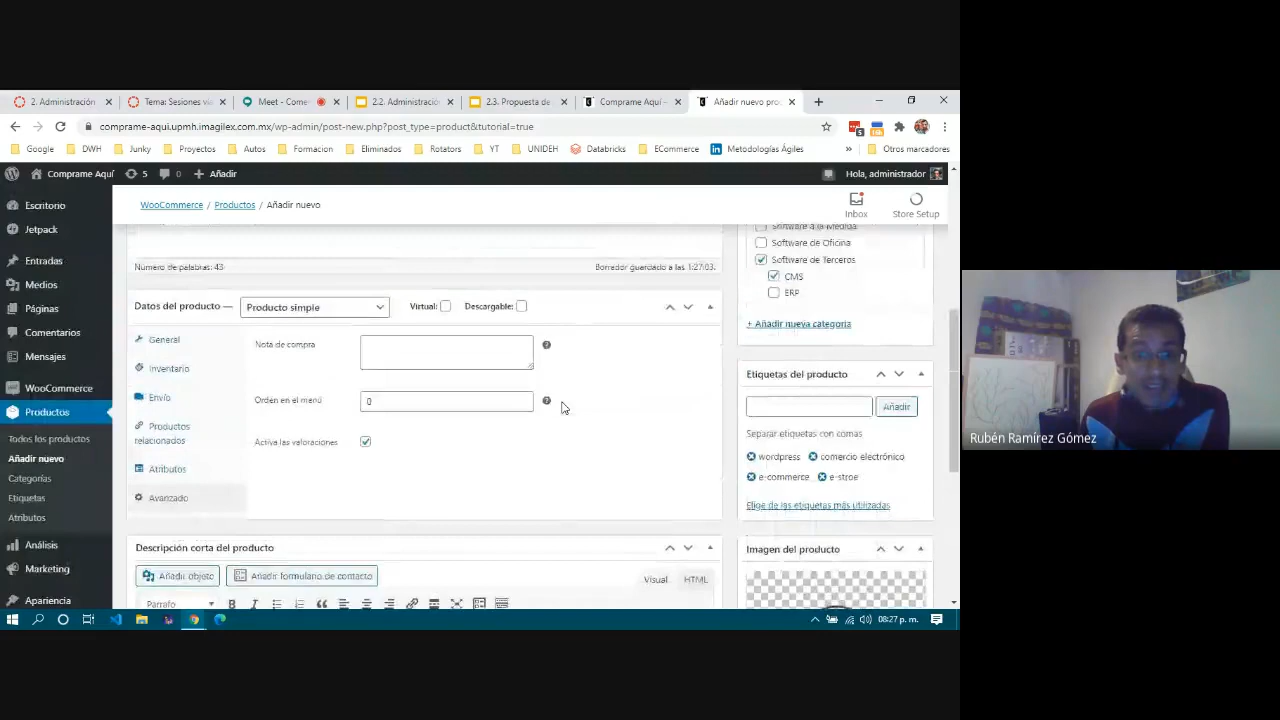 2. Administración
Tema: Sesiones vi
Meet - Come
2.2. Administració
2.3. Propuesta de
Comprame Aquí -
Añadir nuevo pro
comprame-aqui.upmh.imagilex.com.mx/wp-admin/post-new.php?post_type=product&tutorial=true
Google DWH Junky Proyectos Autos Formacion Eliminados Rotators YT UNIDEH Databricks ECommerce Metodologías Ágiles » Otros marcadores
Comprame Aquí 5 0 + Añadir Hola, administrador
WooCommerce / Productos / Añadir nuevo
Inbox
Store Setup
Escritorio
Jetpack
Entradas
Medios
Páginas
Comentarios
Mensajes
WooCommerce
Productos
Todos los productos
Añadir nuevo
Categorías
Etiquetas
Atributos
Análisis
Marketing
Apariencia
Número de palabras: 43
Borrador guardado a las 1:27:03.
Datos del producto — Producto simple Virtual: Descargable:
General
Inventario
Envío
Productos
relacionados
Atributos
Avanzado
Nota de compra
Orden en el menú 0
Activa las valoraciones
Descripción corta del producto
Añadir objeto
Añadir formulario de contacto
Visual
HTML
Párrafo
Software a la Medida
Software de Oficina
Software de Terceros
CMS
ERP
+ Añadir nueva categoría
Etiquetas del producto
Añadir
Separar etiquetas con comas
wordpress comercio electrónico
e-commerce e-stroe
Elige de las etiquetas más utilizadas
Imagen del producto
08:27 p. m.
Rubén Ramírez Gómez